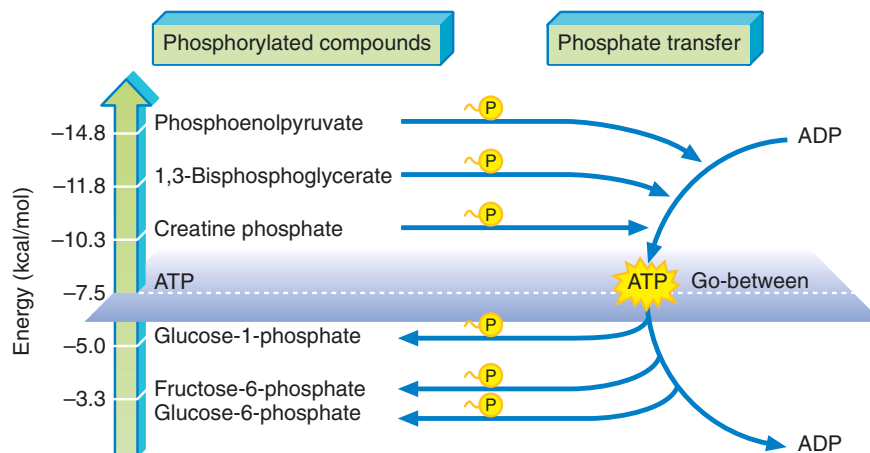 Phosphorylated compounds
Phosphate transfer
Energy (kcal/mol)
–14.8
Phosphoenolpyruvate
P
ADP
–11.8
1,3-Bisphosphoglycerate
P
–10.3
Creatine phosphate
P
–7.5
ATP
ATP
Go-between
–5.0
Glucose-1-phosphate
P
–3.3
Fructose-6-phosphate
P
Glucose-6-phosphate
P
ADP